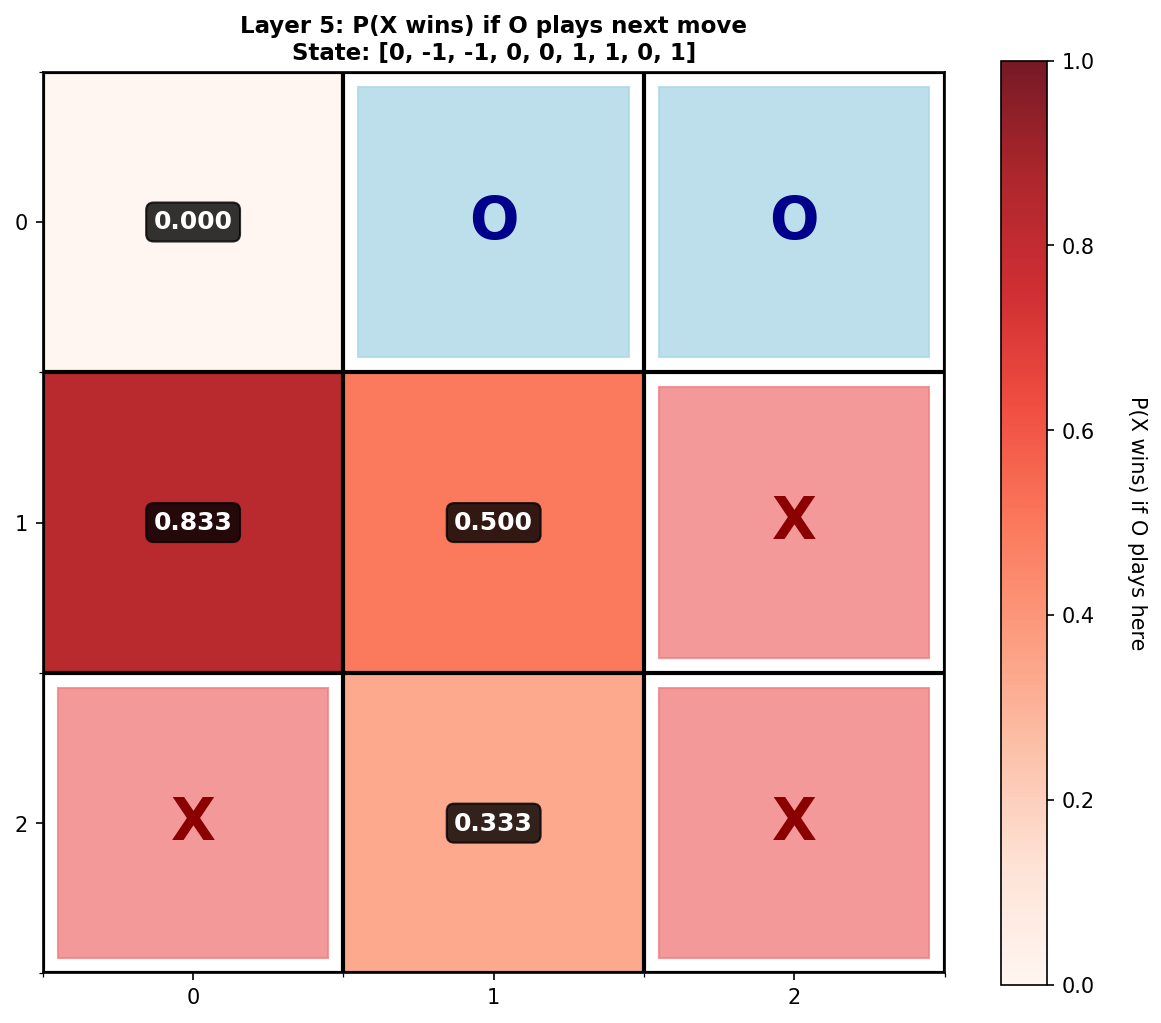 Layer 5: P(X wins) if O plays next move
State: [0, -1, -1, 0, 0, 1, 1, 0, 1]
0.000
O
O
0.833
0.500
X
X
0.333
X
0
1
2
0
1
2
1.0
0.8
0.6
0.4
0.2
0.0
P(X wins) if O plays here